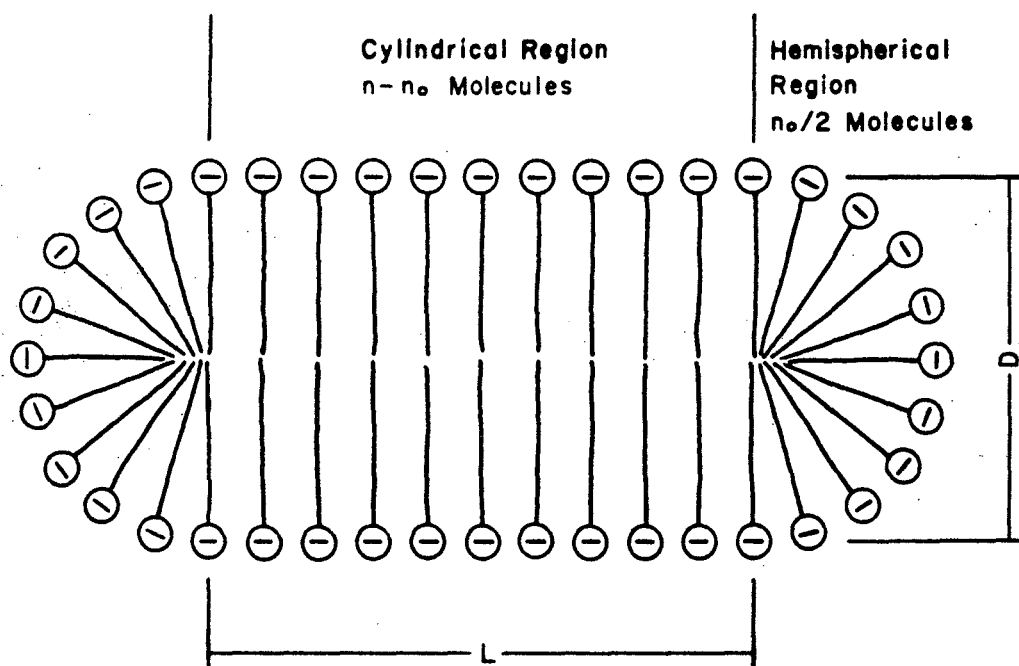 Cylindrical Region
n-n₀ Molecules
Hemispherical
Region
n₀/2 Molecules
D
L